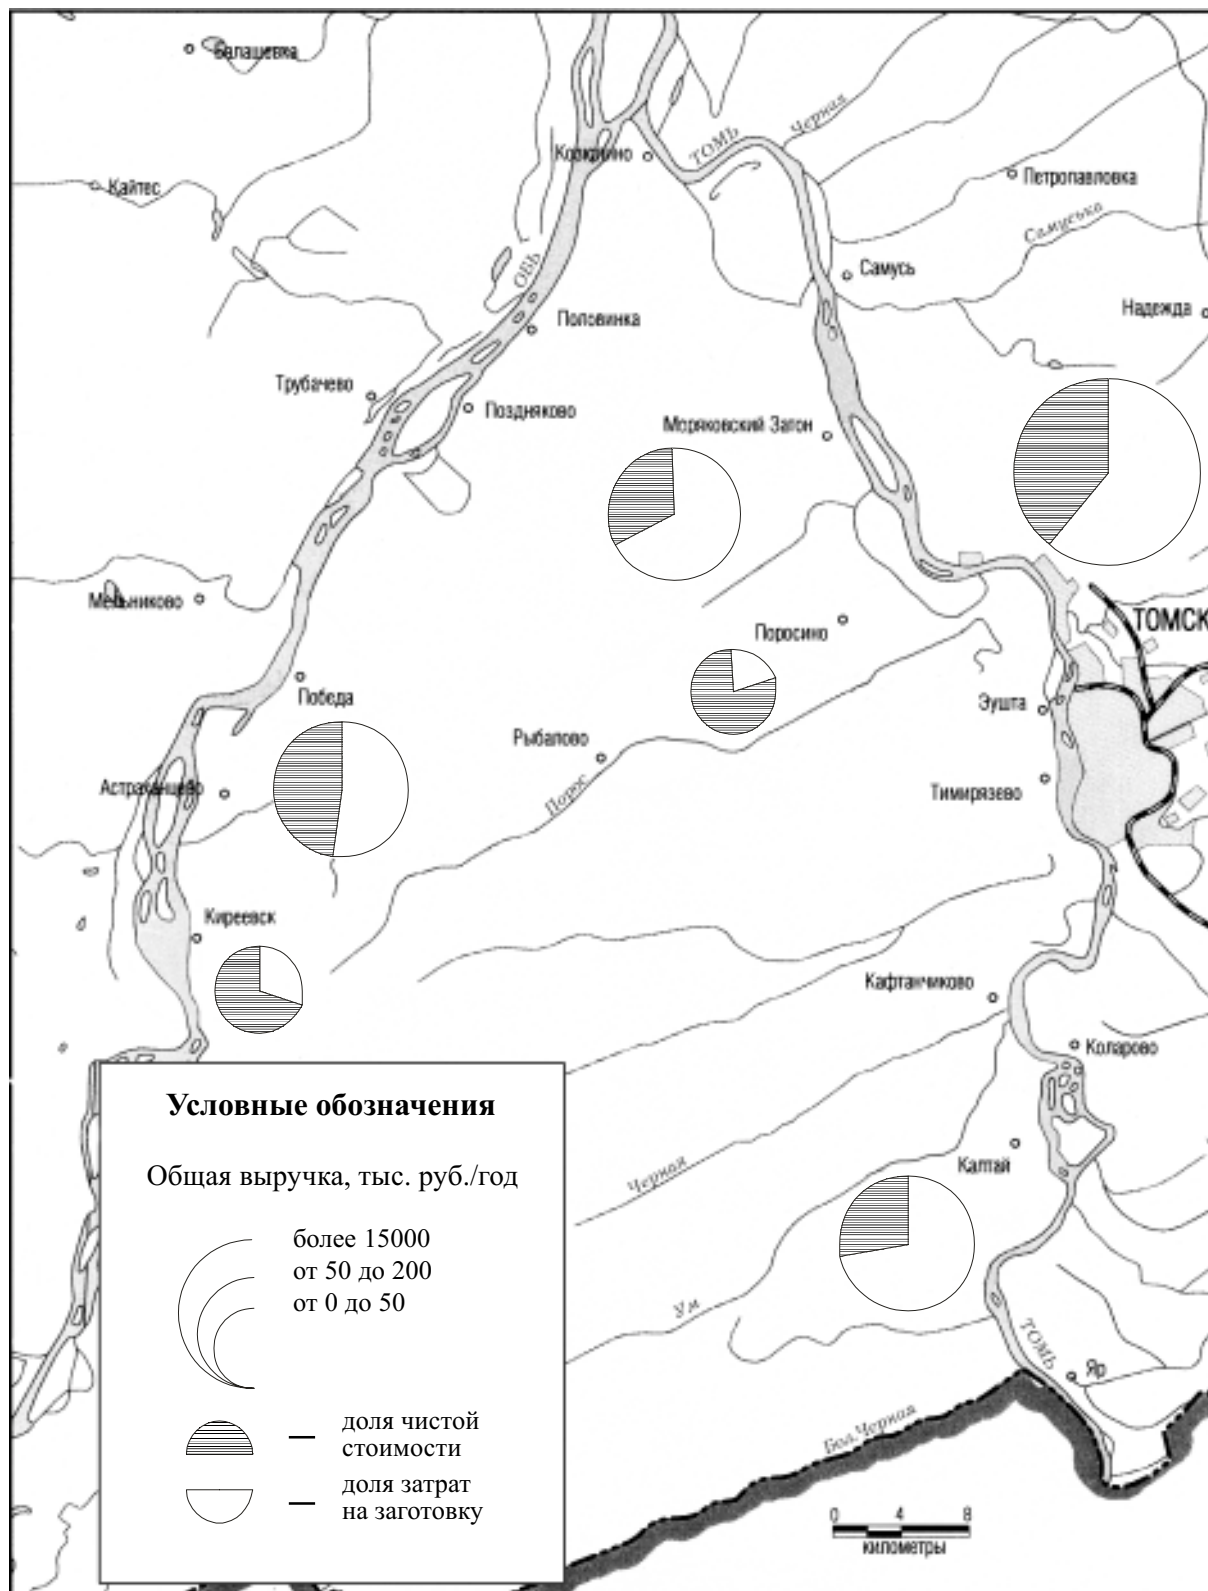 Балашевка
Черная
ТОМЬ
Козюлино
Кайтес
Петропавловка
Самуська
ОБЬ
Самусь
Надежда
Половинка
Трубачево
Поздняково
Моряковский Затон
Мельниково
Поросино
ТОМСК
Победа
Эушта
Рыбалово
Порос
Астраханцево
Тимирязево
Киреевск
Кафтанчиково
Коларово
Калтай
Черная
Ум
ТОМЬ
Яр
Бол.Черная
0 4 8
километры
Условные обозначения
Общая выручка, тыс. руб./год
более 15000
от 50 до 200
от 0 до 50
— доля чистой
стоимости
— доля затрат
на заготовку